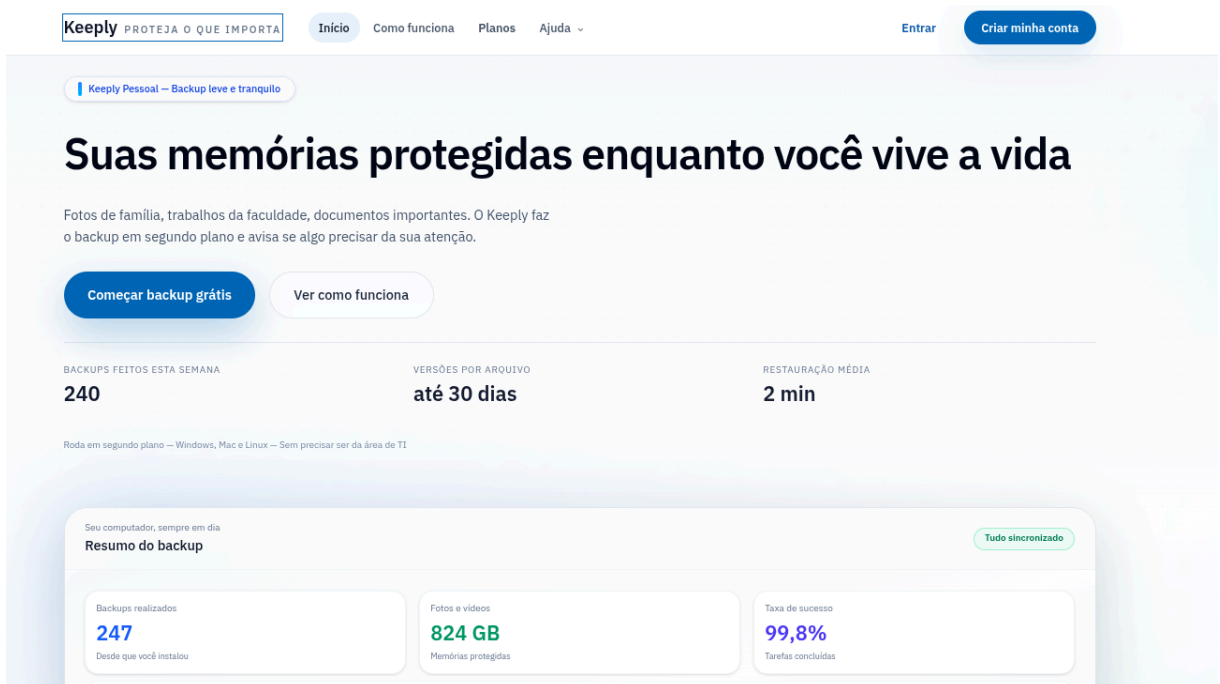 Keeply PROTEJA O QUE IMPORTA
Início
Como funciona
Planos
Ajuda
Entrar
Criar minha conta
Keeply Pessoal — Backup leve e tranquilo
Suas memórias protegidas enquanto você vive a vida
Fotos de família, trabalhos da faculdade, documentos importantes. O Keeply faz
o backup em segundo plano e avisa se algo precisar da sua atenção.
Começar backup grátis
Ver como funciona
BACKUPS FEITOS ESTA SEMANA
240
VERSÕES POR ARQUIVO
até 30 dias
RESTAURAÇÃO MÉDIA
2 min
Roda em segundo plano — Windows, Mac e Linux — Sem precisar ser da área de TI
Seu computador, sempre em dia
Resumo do backup
Tudo sincronizado
Backups realizados
247
Desde que você instalou
Fotos e vídeos
824 GB
Memórias protegidas
Taxa de sucesso
99,8%
Tarefas concluídas